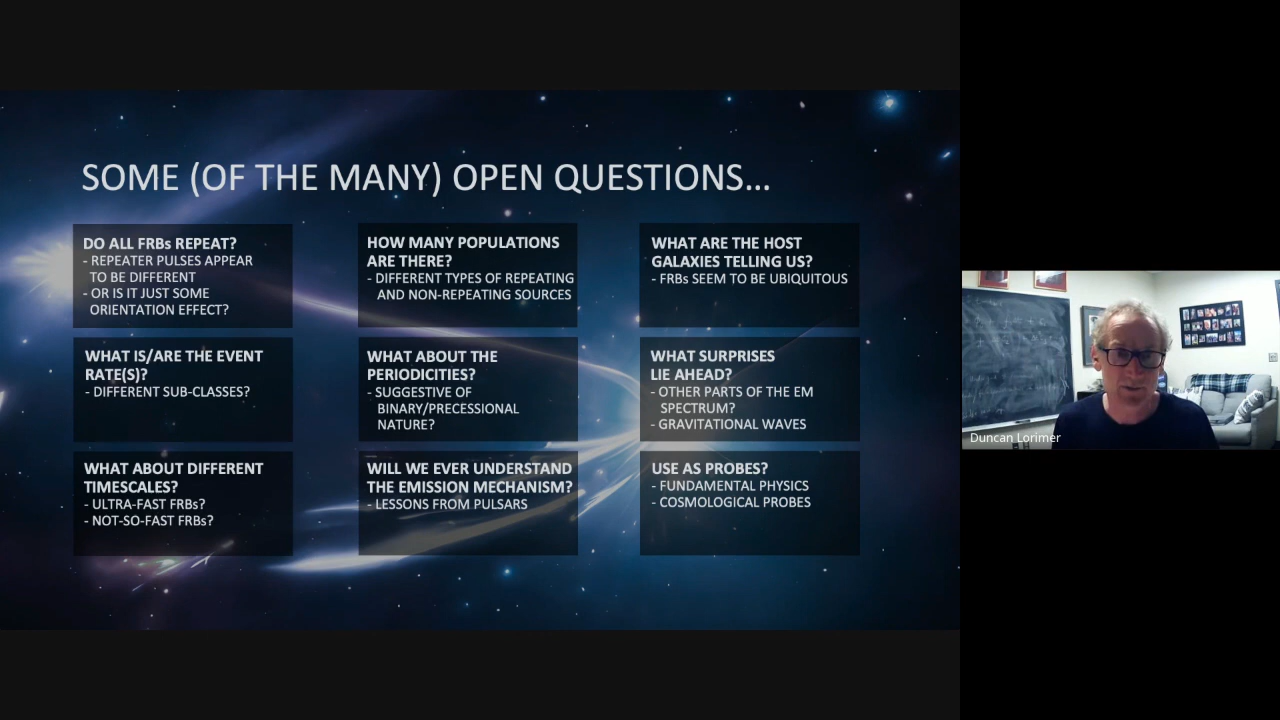 SOME (OF THE MANY) OPEN QUESTIONS...
DO ALL FRBs REPEAT?
- REPEATER PULSES APPEAR
TO BE DIFFERENT
- OR IS IT JUST SOME
ORIENTATION EFFECT?
HOW MANY POPULATIONS
ARE THERE?
- DIFFERENT TYPES OF REPEATING
AND NON-REPEATING SOURCES
WHAT ARE THE HOST
GALAXIES TELLING US?
- FRBs SEEM TO BE UBIQUITOUS
WHAT IS/ARE THE EVENT
RATE(S)?
- DIFFERENT SUB-CLASSES?
WHAT ABOUT THE
PERIODICITIES?
- SUGGESTIVE OF
BINARY/PRECESSIONAL
NATURE?
WHAT SURPRISES
LIE AHEAD?
- OTHER PARTS OF THE EM
SPECTRUM?
- GRAVITATIONAL WAVES
WHAT ABOUT DIFFERENT
TIMESCALES?
- ULTRA-FAST FRBs?
- NOT-SO-FAST FRBs?
WILL WE EVER UNDERSTAND
THE EMISSION MECHANISM?
- LESSONS FROM PULSARS
USE AS PROBES?
- FUNDAMENTAL PHYSICS
- COSMOLOGICAL PROBES
Duncan Lorimer